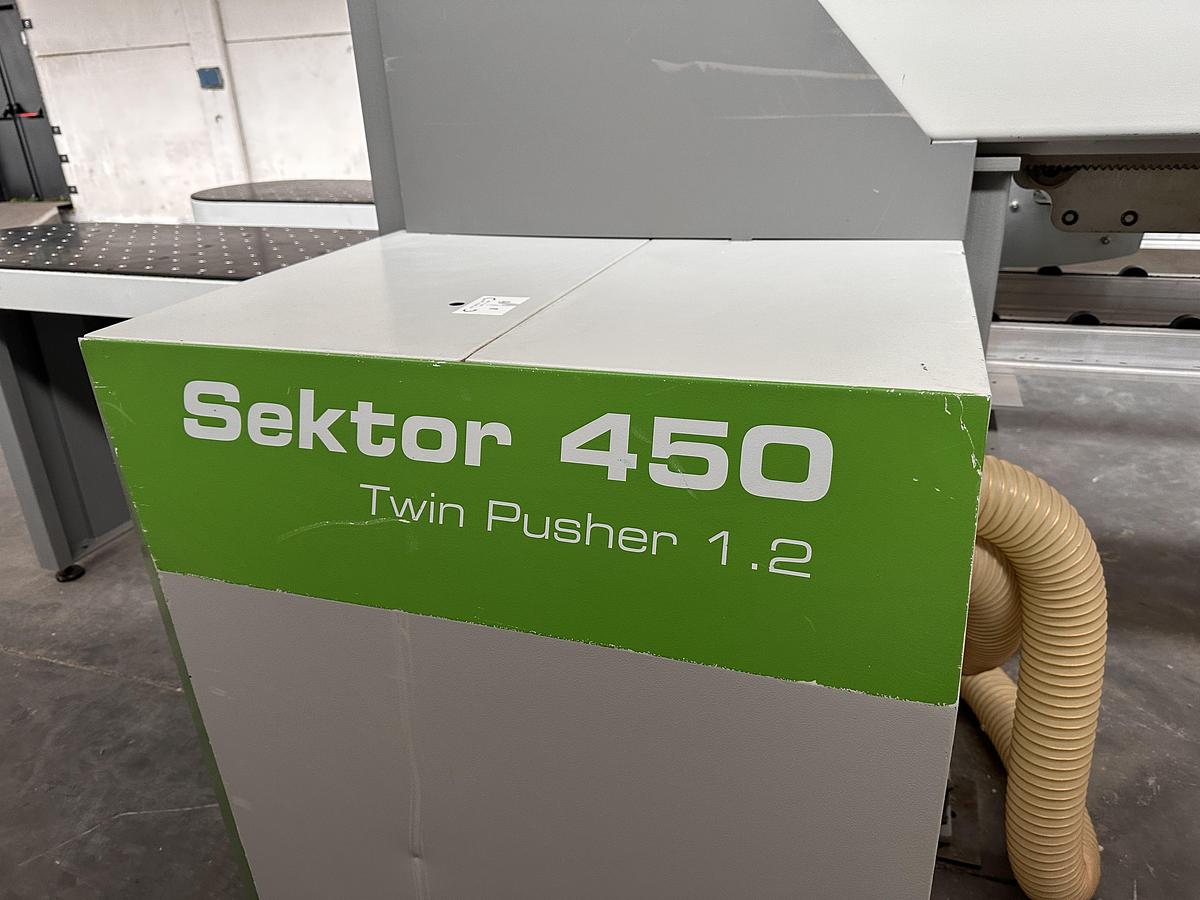 Sektor 450
Twin Pusher 1.2